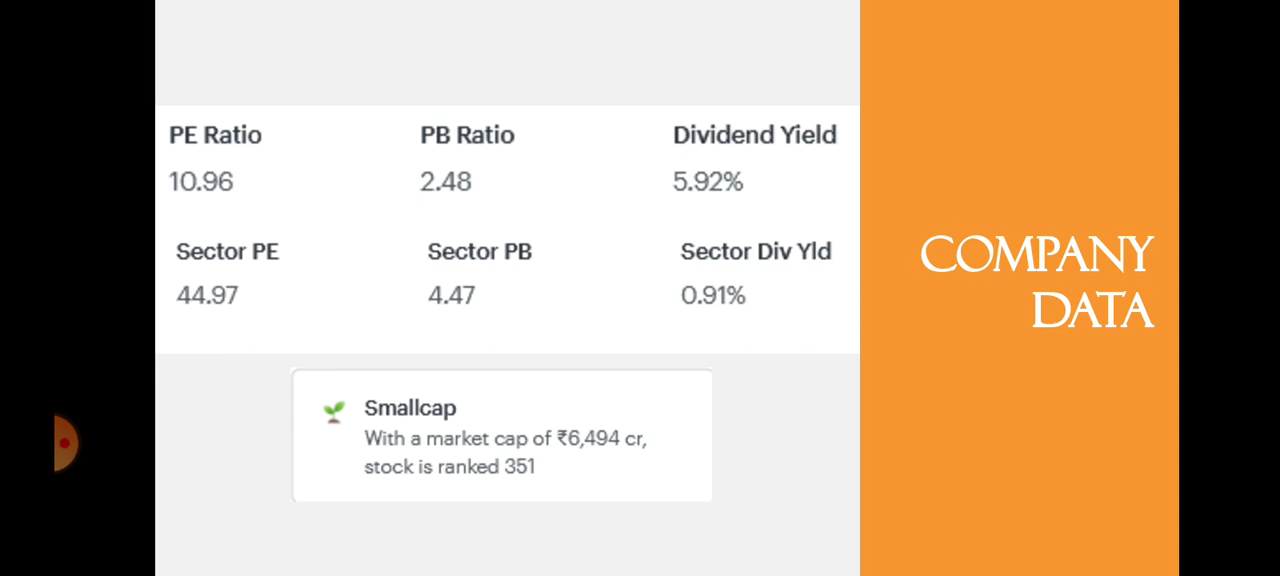 PE Ratio PB Ratio Dividend Yield
10.96 2.48 5.92%
Sector PE Sector PB Sector Div Yld
44.97 4.47 0.91%
Smallcap
With a market cap of ₹6,494 cr,
stock is ranked 351
COMPANY
DATA